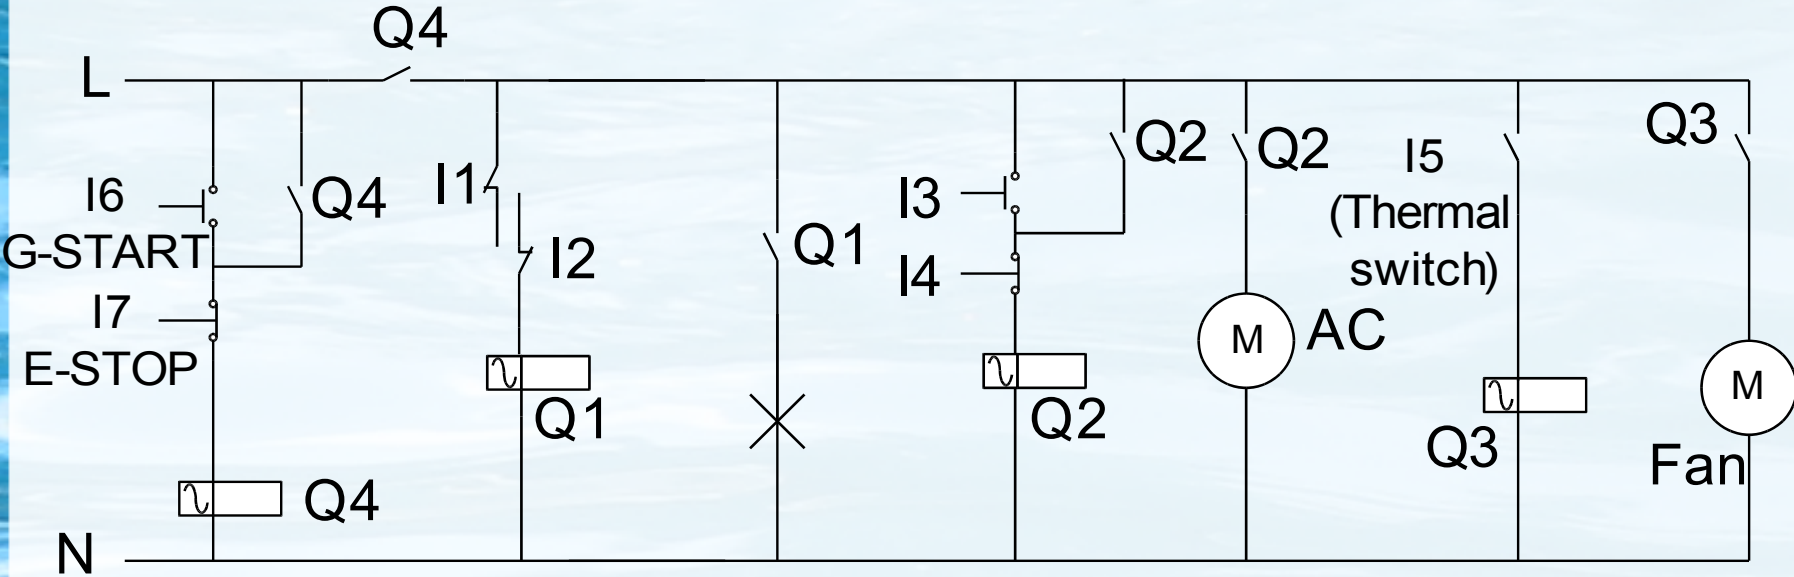 Q4
L
I6
G-START
Q4
I7
E-STOP
Q4
N
I1
I2
Q1
Q1
I3
I4
Q2
Q2
Q2
M
AC
I5
(Thermal
switch)
Q3
Q3
M
Fan